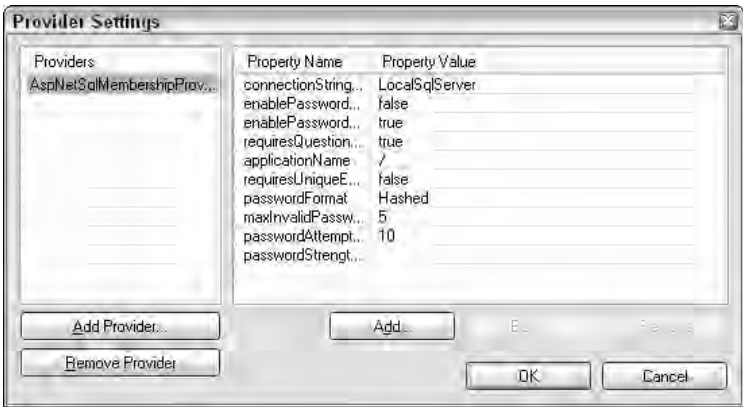 Provider Settings
Providers
AspNetSqlMembershipProv...
Property Name Property Value
connectionString... LocalSqlServer
enablePassword... false
enablePassword... true
requiresQuestion... true
applicationName /
requiresUniqueE... false
passwordFormat Hashed
maxInvalidPassw... 5
passwordAttempt... 10
passwordStrengt...
Add Provider...
Add...
Remove Provider
OK
Cancel